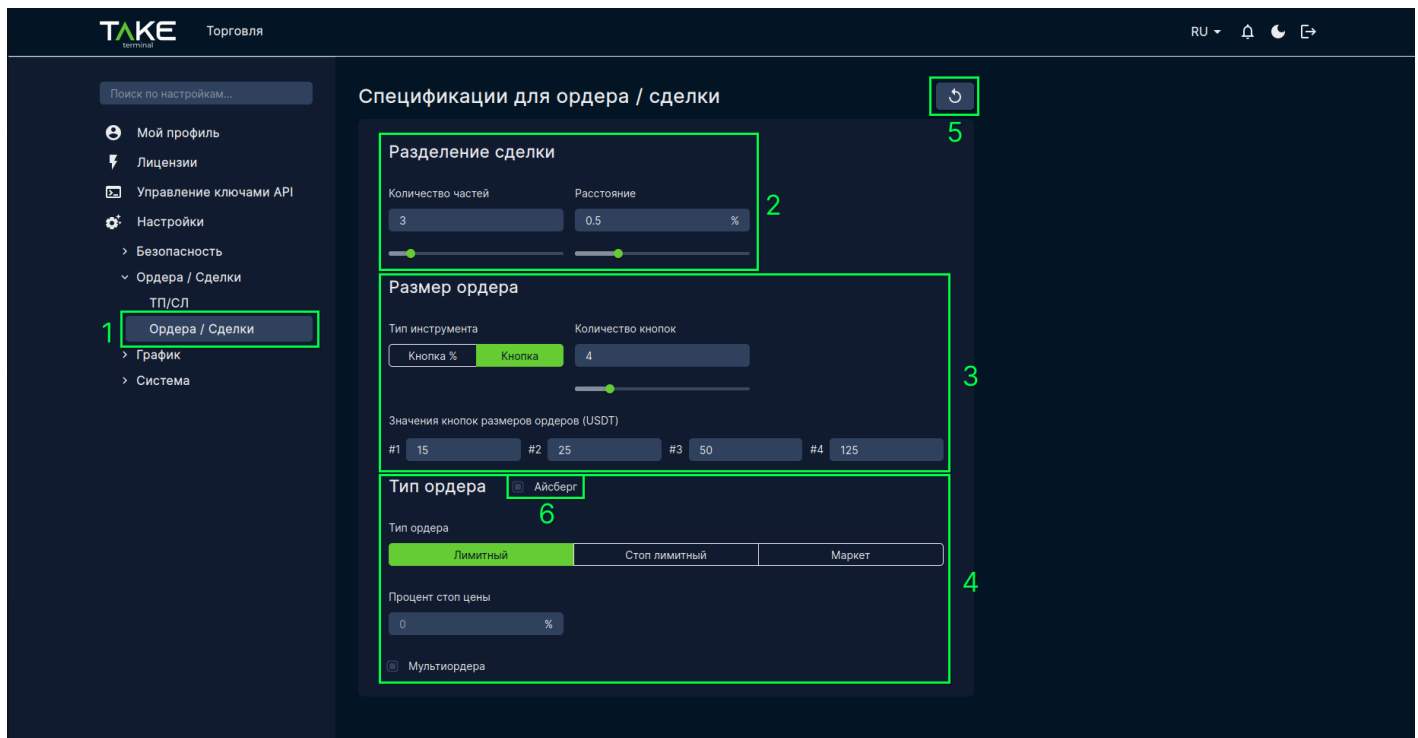 TAKE
terminal
Торговля
RU
Поиск по настройкам...
Мой профиль
Лицензии
Управление ключами API
Настройки
Безопасность
Ордера / Сделки
ТП/СЛ
1
Ордера / Сделки
График
Система
Спецификации для ордера / сделки
5
Разделение сделки
Количество частей
Расстояние
3
0.5 %
2
Размер ордера
Тип инструмента
Количество кнопок
Кнопка %
Кнопка
4
3
Значения кнопок размеров ордеров (USDT)
#1 15 #2 25 #3 50 #4 125
Тип ордера
Айсберг
6
Тип ордера
Лимитный
Стоп лимитный
Маркет
4
Процент стоп цены
0 %
Мультиордера